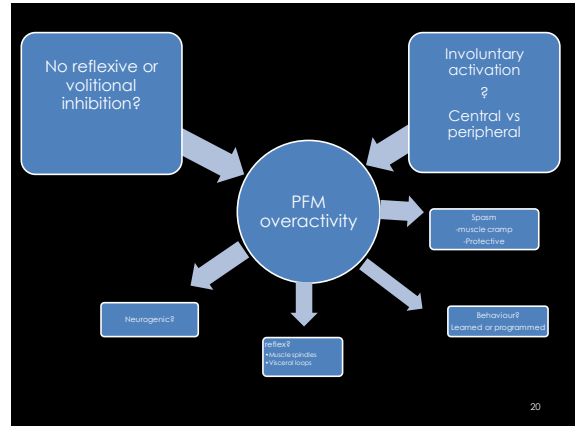 No reflexive or
volitional
inhibition?
Involuntary
activation
?
Central vs
peripheral
PFM
overactivity
Spasm
-muscle cramp
-Protective
Neurogenic?
reflex?
•Muscle spindles
•Visceral loops
Behaviour?
Learned or programmed
20